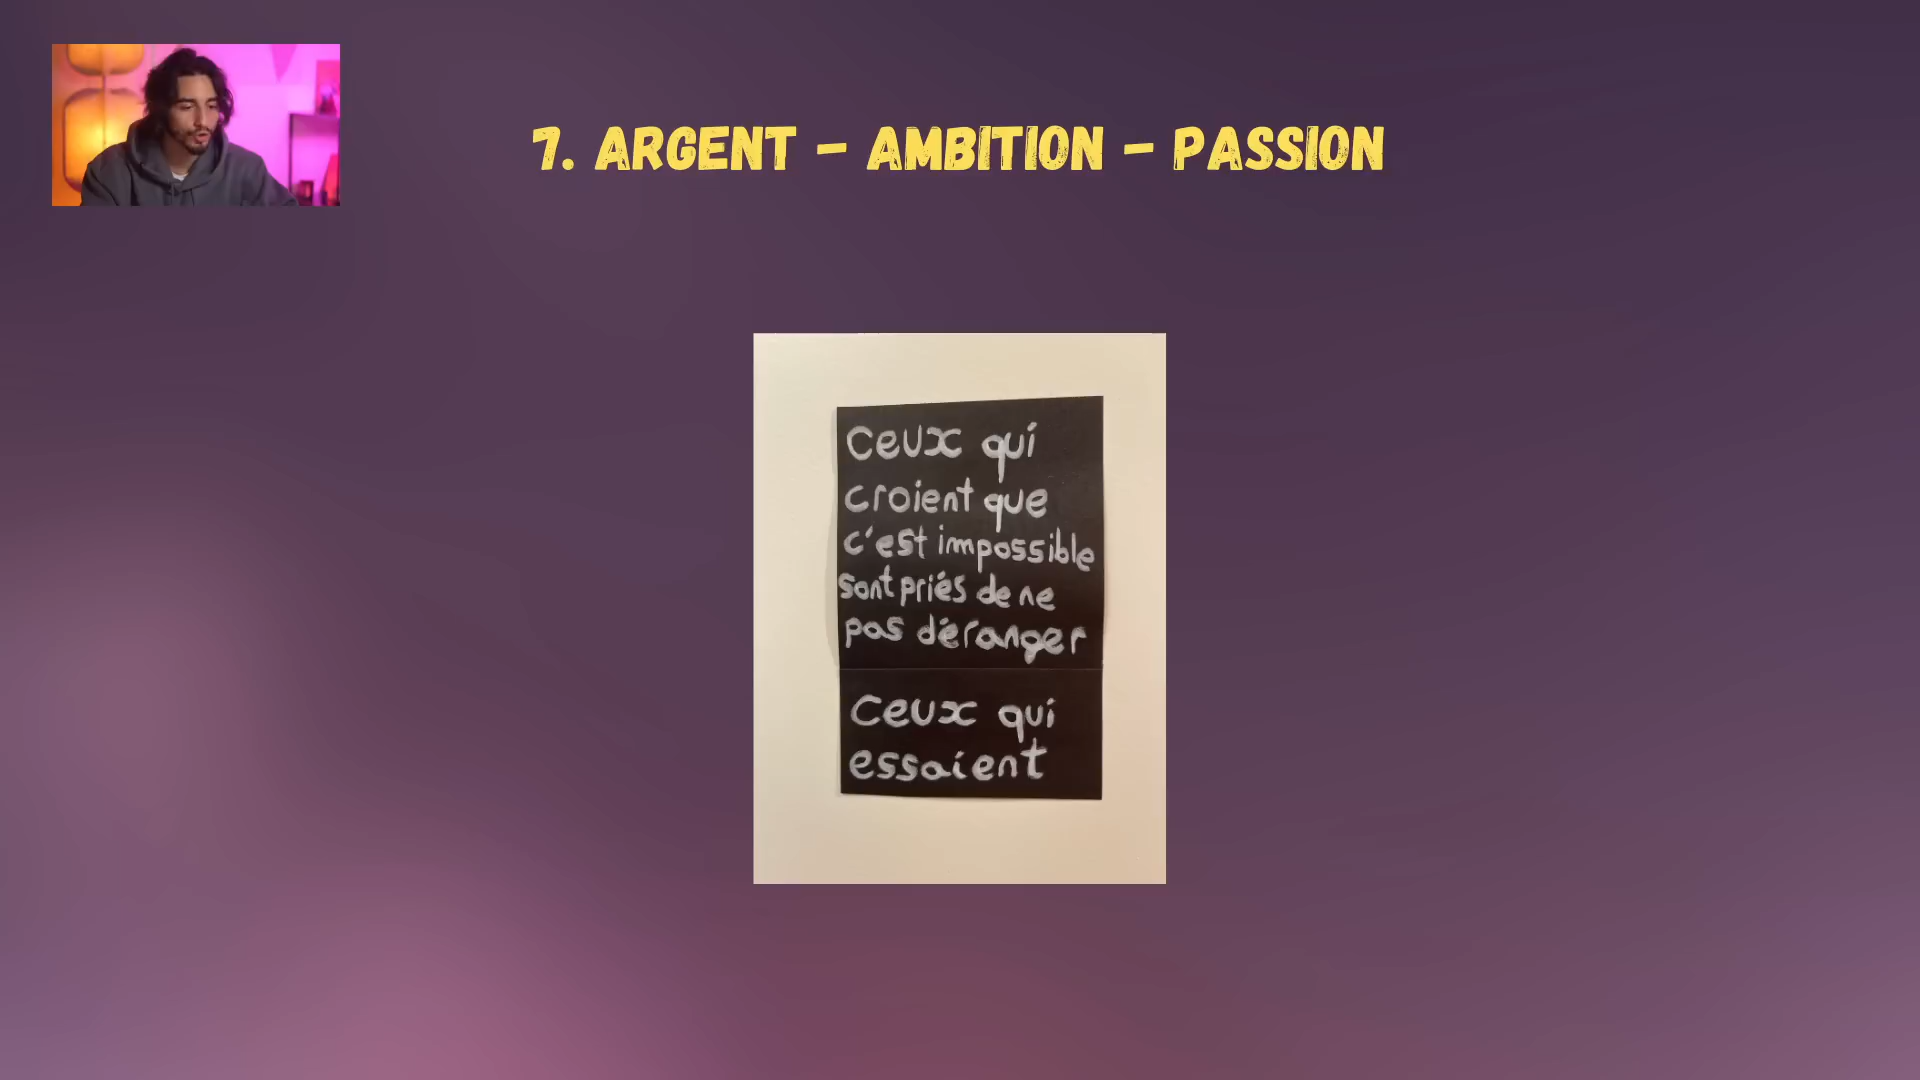 7. ARGENT - AMBITION - PASSION
Ceux qui
croient que
c'est impossible
sont priés de ne
pas déranger
Ceux qui
essaient